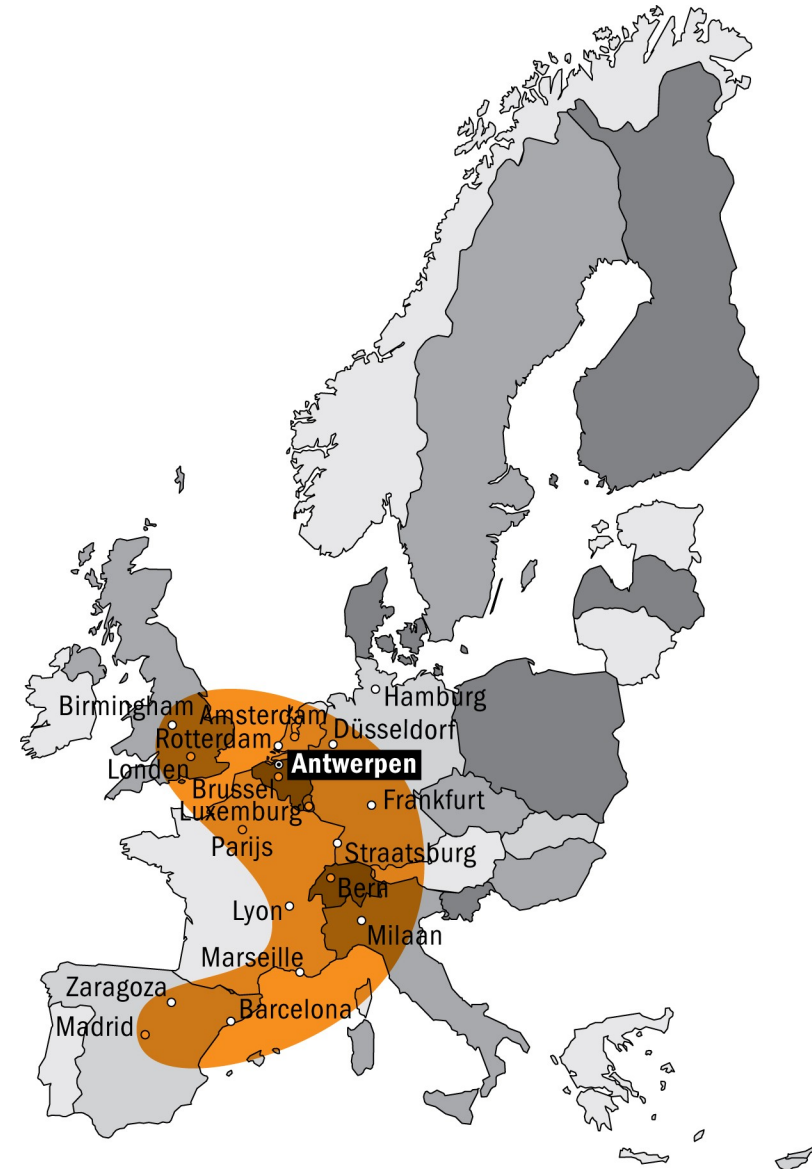 Hamburg
Birmingham
Amsterdam
Düsseldorf
Rotterdam
Antwerpen
Londen
Brussel
Luxemburg
Frankfurt
Parijs
Straatsburg
Bern
Lyon
Milaan
Marseille
Zaragoza
Barcelona
Madrid